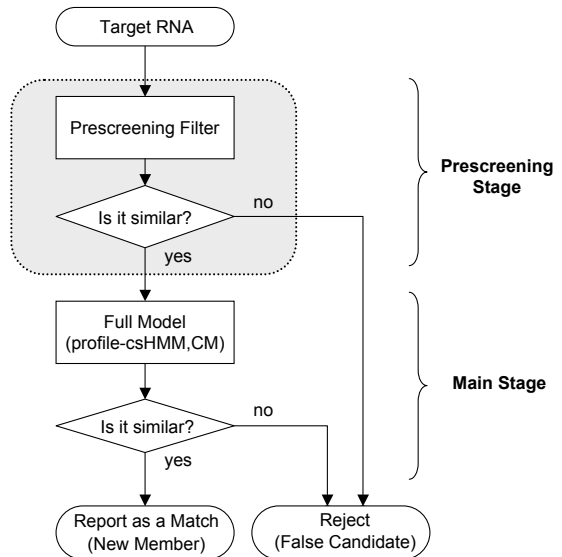 Target RNA
Prescreening Filter
Prescreening
Stage
Is it similar?
no
yes
Full Model
(profile-csHMM,CM)
Main Stage
Is it similar?
no
yes
Report as a Match
(New Member)
Reject
(False Candidate)